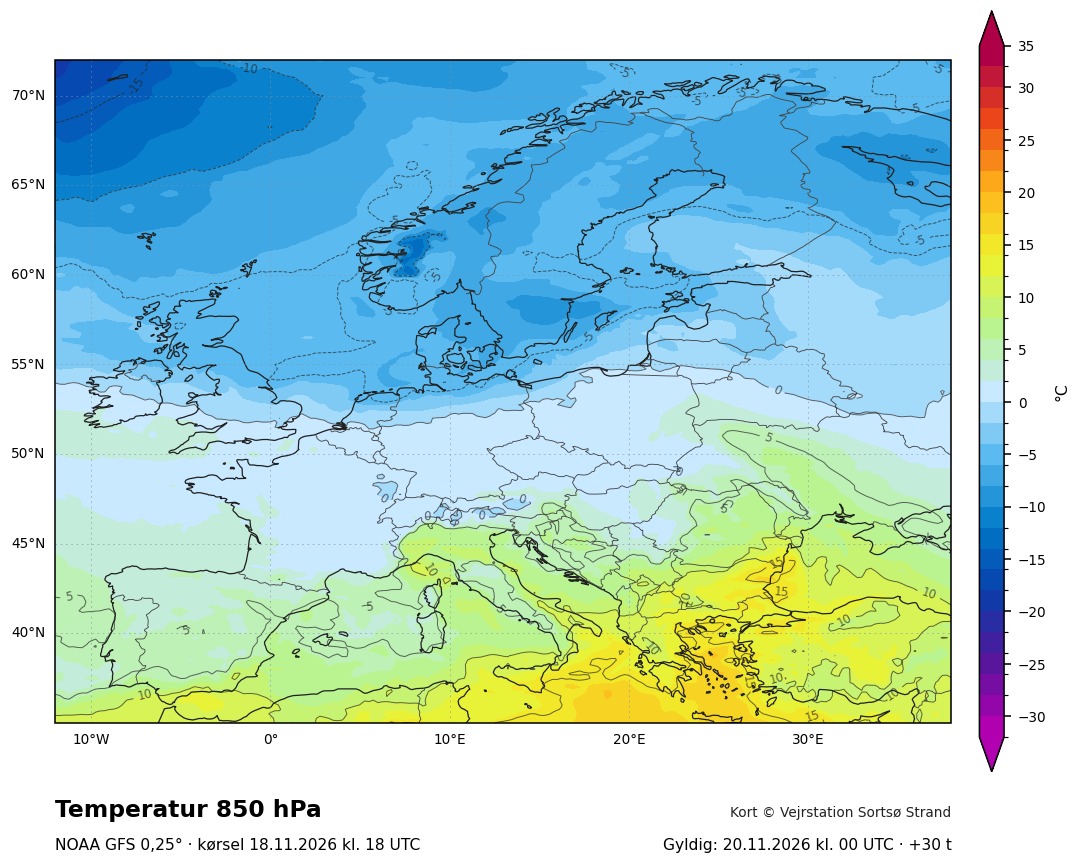 70°N
65°N
60°N
55°N
50°N
45°N
40°N
10°W
0°
10°E
20°E
30°E
35
30
25
20
15
10
5
0
−5
−10
−15
−20
−25
−30
°C
Temperatur 850 hPa
Kort © Vejrstation Sortsø Strand
NOAA GFS 0,25° · kørsel 18.11.2026 kl. 18 UTC
Gyldig: 20.11.2026 kl. 00 UTC · +30 t